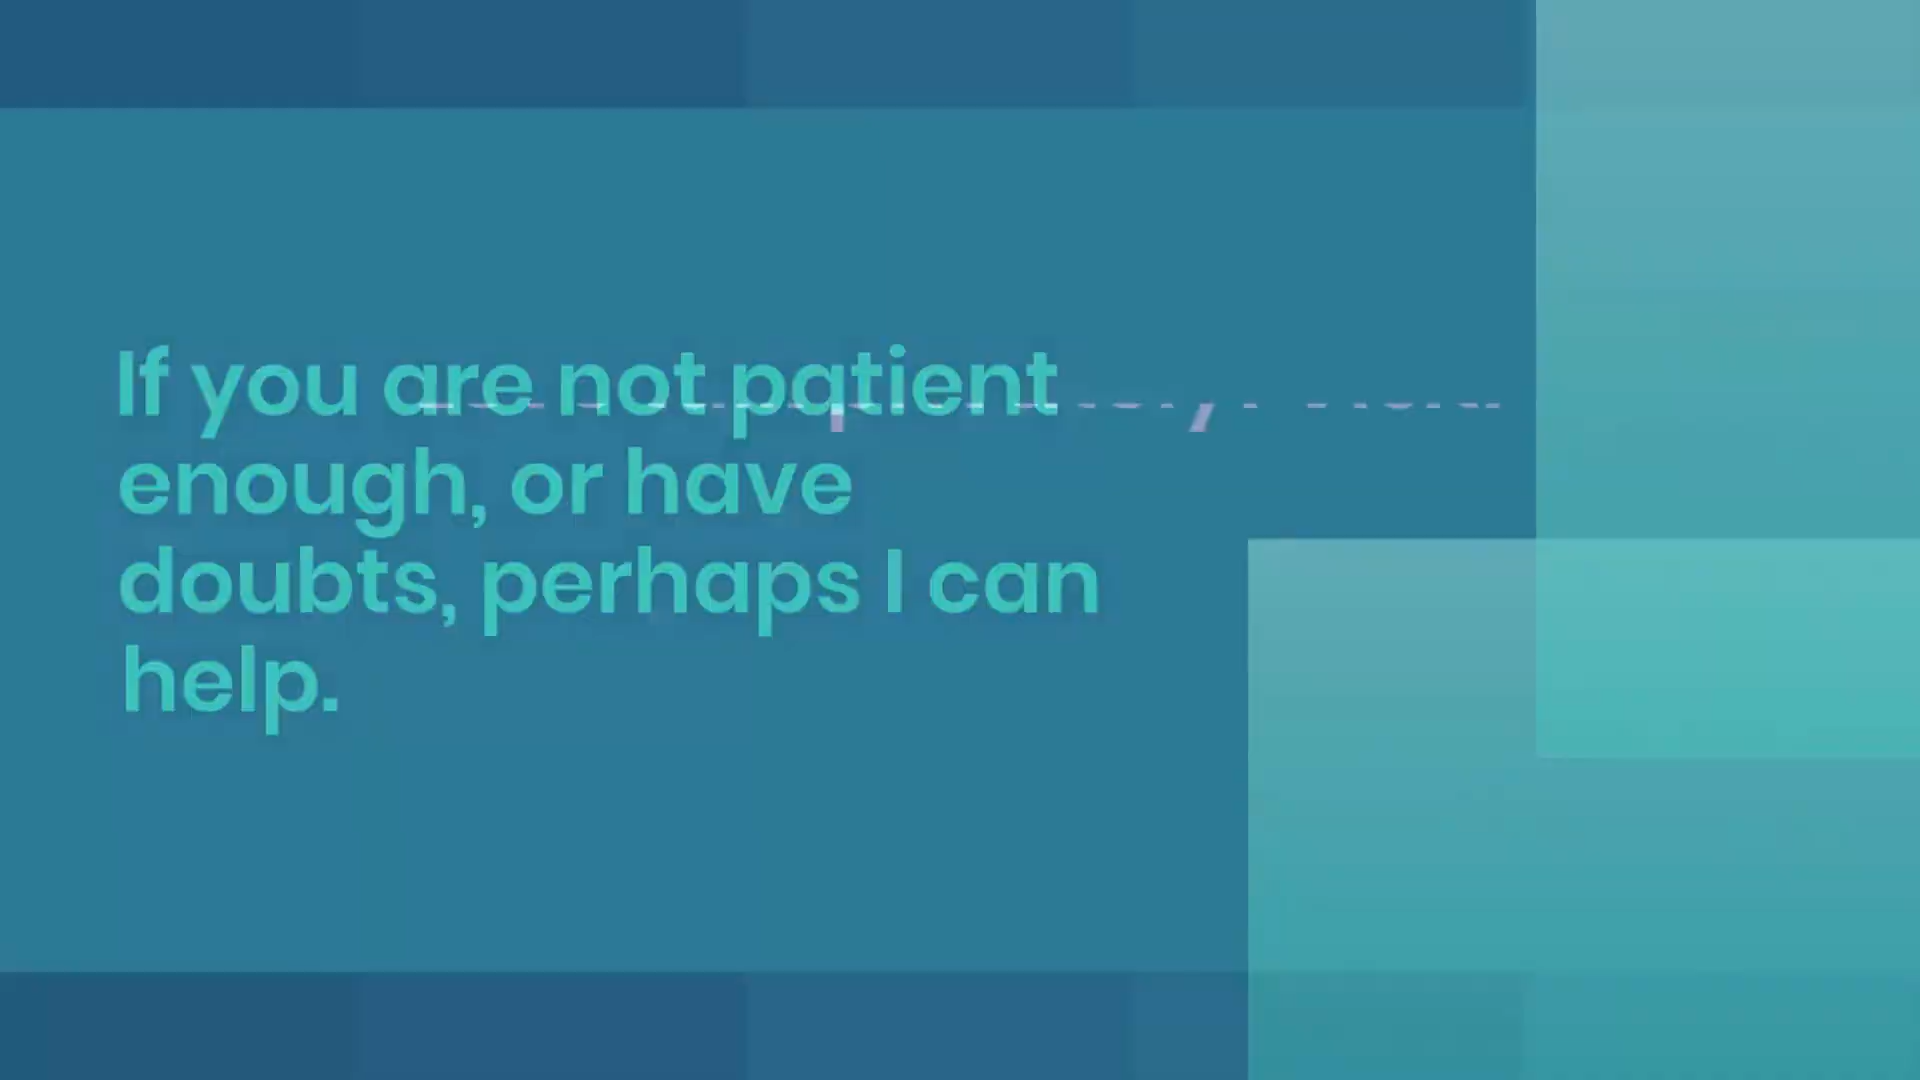 If you are not patient
enough, or have
doubts, perhaps I can
help.